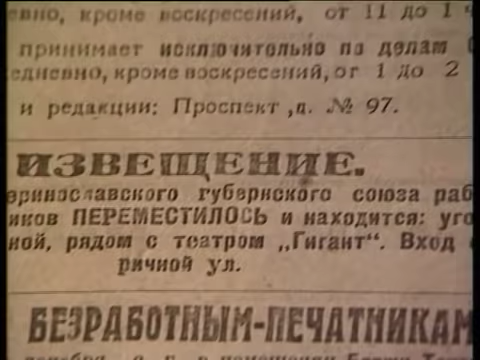 евно, кроме воскресений, от 11 до 1 ч
принимает исключительно по делам
едневно, кроме воскресений, от 1 до 2
и редакции: Проспект, д. № 97.
ИЗВЕЩЕНИЕ.
еринославского губернского союза раб
иков ПЕРЕМЕСТИЛОСЬ и находится: уго
ной, рядом с театром „Гигант“. Вход
ричной ул.
БЕЗРАБОТНЫМ-ПЕЧАТНИКАМ